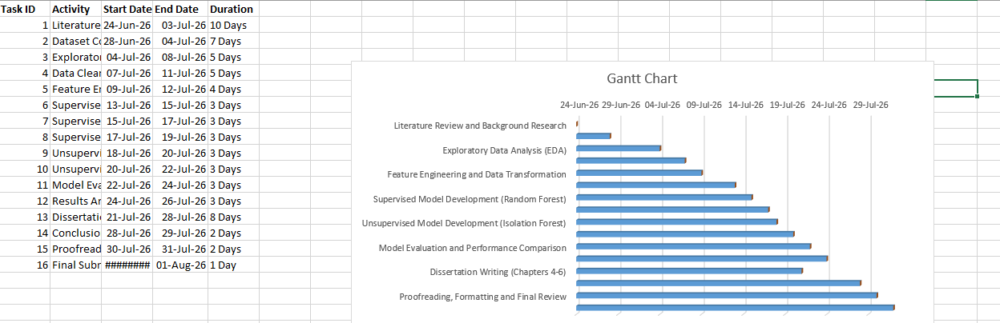 Task ID Activity Start Date End Date Duration
1 Literature 24-Jun-26 03-Jul-26 10 Days
2 Dataset Co 28-Jun-26 04-Jul-26 7 Days
3 Explorator 04-Jul-26 08-Jul-26 5 Days
4 Data Clear 07-Jul-26 11-Jul-26 5 Days
5 Feature En 09-Jul-26 12-Jul-26 4 Days
6 Supervise 13-Jul-26 15-Jul-26 3 Days
7 Supervise 15-Jul-26 17-Jul-26 3 Days
8 Supervise 17-Jul-26 19-Jul-26 3 Days
9 Unsupervi 18-Jul-26 20-Jul-26 3 Days
10 Unsupervi 20-Jul-26 22-Jul-26 3 Days
11 Model Eva 22-Jul-26 24-Jul-26 3 Days
12 Results An 24-Jul-26 26-Jul-26 3 Days
13 Dissertati 21-Jul-26 28-Jul-26 8 Days
14 Conclusio 28-Jul-26 29-Jul-26 2 Days
15 Proofread 30-Jul-26 31-Jul-26 2 Days
16 Final Subr ######## 01-Aug-26 1 Day
Gantt Chart
24-Jun-26 29-Jun-26 04-Jul-26 09-Jul-26 14-Jul-26 19-Jul-26 24-Jul-26 29-Jul-26
Literature Review and Background Research
Exploratory Data Analysis (EDA)
Feature Engineering and Data Transformation
Supervised Model Development (Random Forest)
Unsupervised Model Development (Isolation Forest)
Model Evaluation and Performance Comparison
Dissertation Writing (Chapters 4-6)
Proofreading, Formatting and Final Review